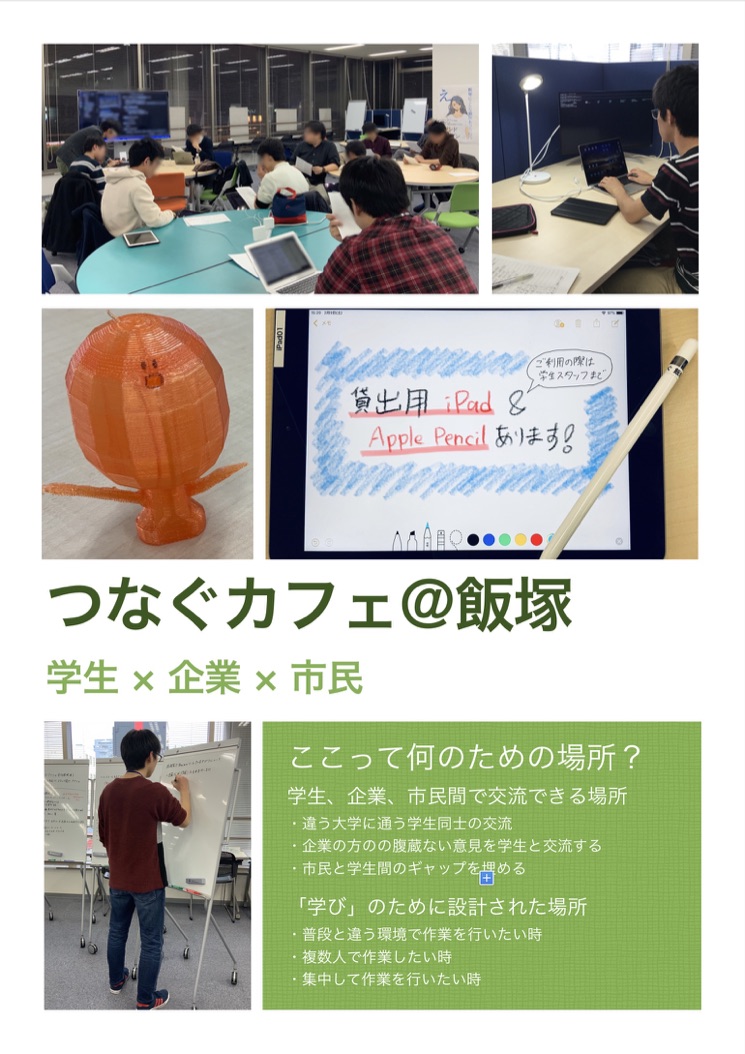 え
iPad01
メモ
ご利用の際は
学生スタッフまで
貸出用 iPad &
Apple Pencil あります!
つなぐカフェ@飯塚
学生 × 企業 × 市民
ここって何のための場所？
学生、企業、市民間で交流できる場所
・違う大学に通う学生同士の交流
・企業の方のの腹蔵ない意見を学生と交流する
・市民と学生間のギャップを埋める
「学び」のために設計された場所
・普段と違う環境で作業を行いたい時
・複数人で作業したい時
・集中して作業を行いたい時